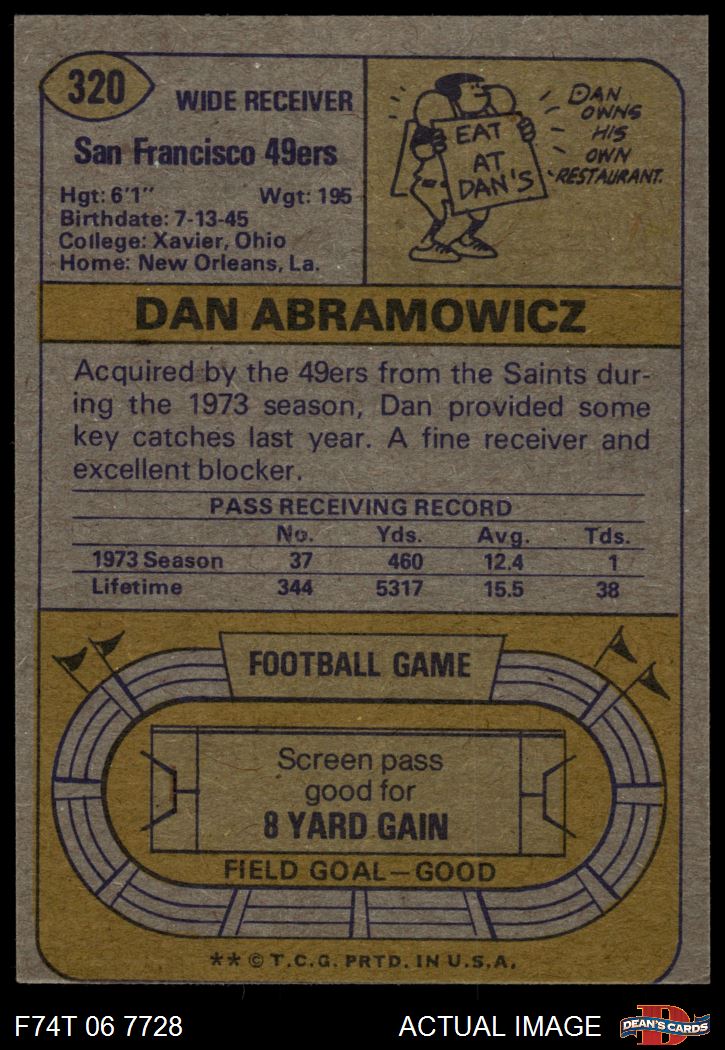 320
WIDE RECEIVER
San Francisco 49ers
Hgt: 6'1" Wgt: 195
Birthdate: 7-13-45
College: Xavier, Ohio
Home: New Orleans, La.
EAT
AT
DAN'S
DAN
OWNS
HIS
OWN
RESTAURANT.
DAN ABRAMOWICZ
Acquired by the 49ers from the Saints dur-
ing the 1973 season, Dan provided some
key catches last year. A fine receiver and
excellent blocker.
PASS RECEIVING RECORD
No. Yds. Avg. Tds.
1973 Season 37 460 12.4 1
Lifetime 344 5317 15.5 38
FOOTBALL GAME
Screen pass
good for
8 YARD GAIN
FIELD GOAL—GOOD
** © T.C.G. PRTD. IN U.S.A.
F74T 06 7728 ACTUAL IMAGE
D
DEAN'S CARDS